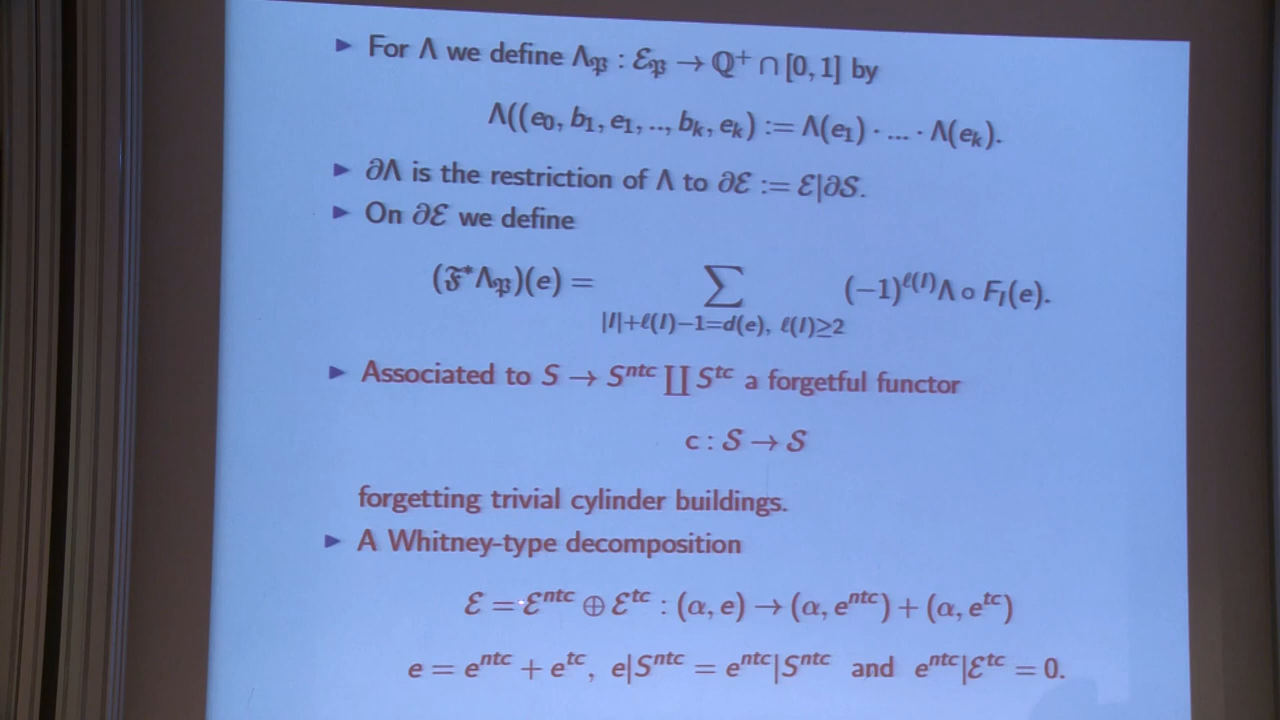 ▶ For Λ we define Λ_𝔓 : ℰ_𝔓 → ℚ⁺ ∩ [0, 1] by
Λ((e₀, b₁, e₁, .., b_k, e_k) := Λ(e₁) · ... · Λ(e_k).
▶ ∂Λ is the restriction of Λ to ∂ℰ := ℰ|∂S.
▶ On ∂ℰ we define
(𝔉*Λ_𝔓)(e) = ∑ (−1)^{ℓ(I)} Λ ∘ F_I(e).
|I|+ℓ(I)−1=d(e), ℓ(I)≥2
▶ Associated to S → S^{ntc} ∐ S^{tc} a forgetful functor
c : 𝒮 → 𝒮
forgetting trivial cylinder buildings.
▶ A Whitney-type decomposition
ℰ = ℰ^{ntc} ⊕ ℰ^{tc} : (α, e) → (α, e^{ntc}) + (α, e^{tc})
e = e^{ntc} + e^{tc}, e|S^{ntc} = e^{ntc}|S^{ntc} and e^{ntc}|ℰ^{tc} = 0.